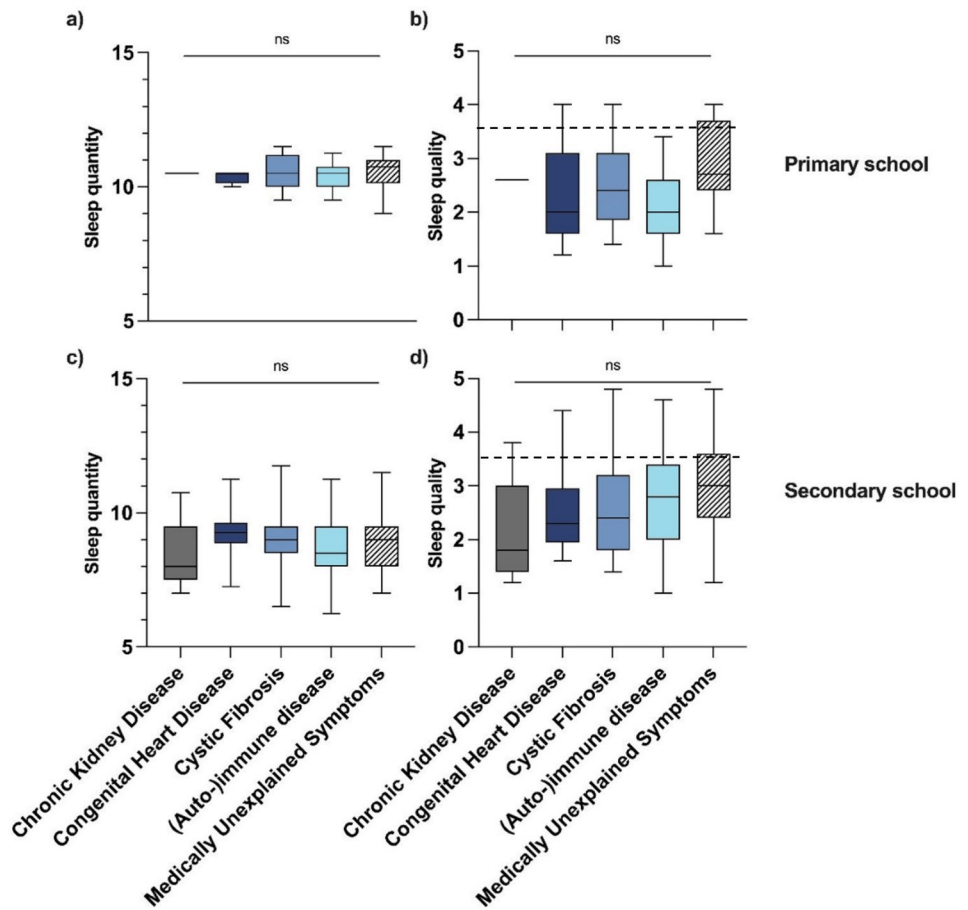 a)
ns
15
10
5
Sleep quantity
b)
ns
5
4
3
2
1
0
Sleep quality
Primary school
c)
ns
15
10
5
Sleep quantity
d)
ns
5
4
3
2
1
0
Sleep quality
Secondary school
Chronic Kidney Disease
Congenital Heart Disease
Cystic Fibrosis
(Auto-)immune disease
Medically Unexplained Symptoms
Chronic Kidney Disease
Congenital Heart Disease
Cystic Fibrosis
(Auto-)immune disease
Medically Unexplained Symptoms